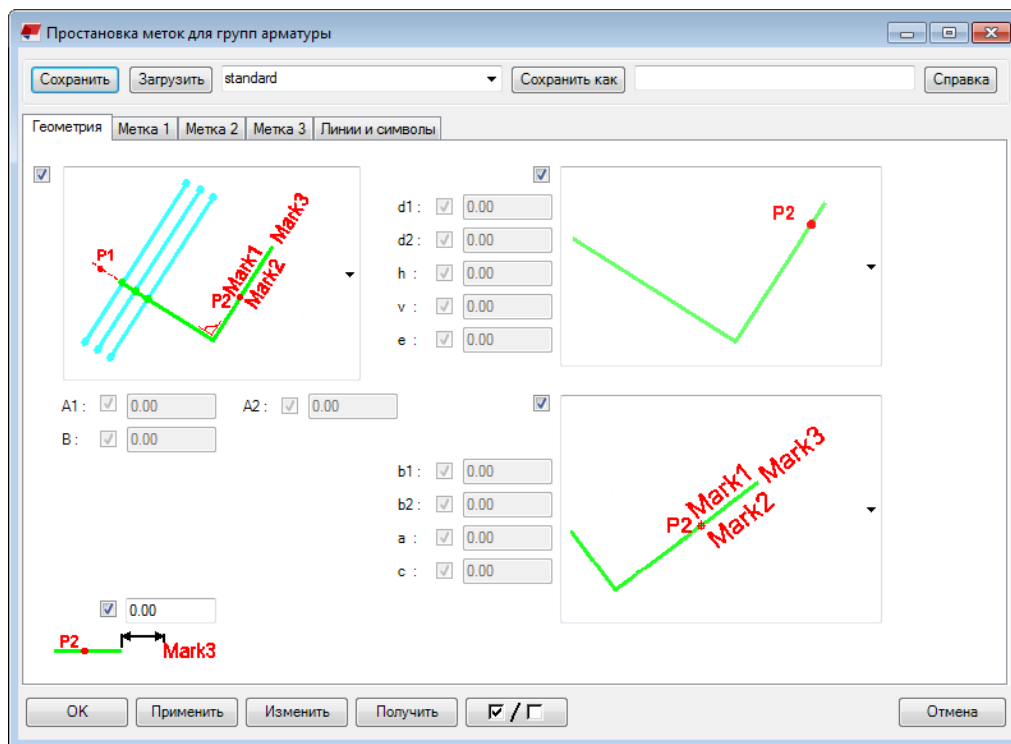 Простановка меток для групп арматуры
Сохранить Загрузить standard Сохранить как Справка
Геометрия Метка 1 Метка 2 Метка 3 Линии и символы
P1 P2 Mark1 Mark2 Mark3
d1 : 0.00
d2 : 0.00
h : 0.00
v : 0.00
e : 0.00
P2
A1 : 0.00 A2 : 0.00
B : 0.00
b1 : 0.00
b2 : 0.00
a : 0.00
c : 0.00
P2 Mark1 Mark2 Mark3
0.00
P2 Mark3
OK Применить Изменить Получить / Отмена